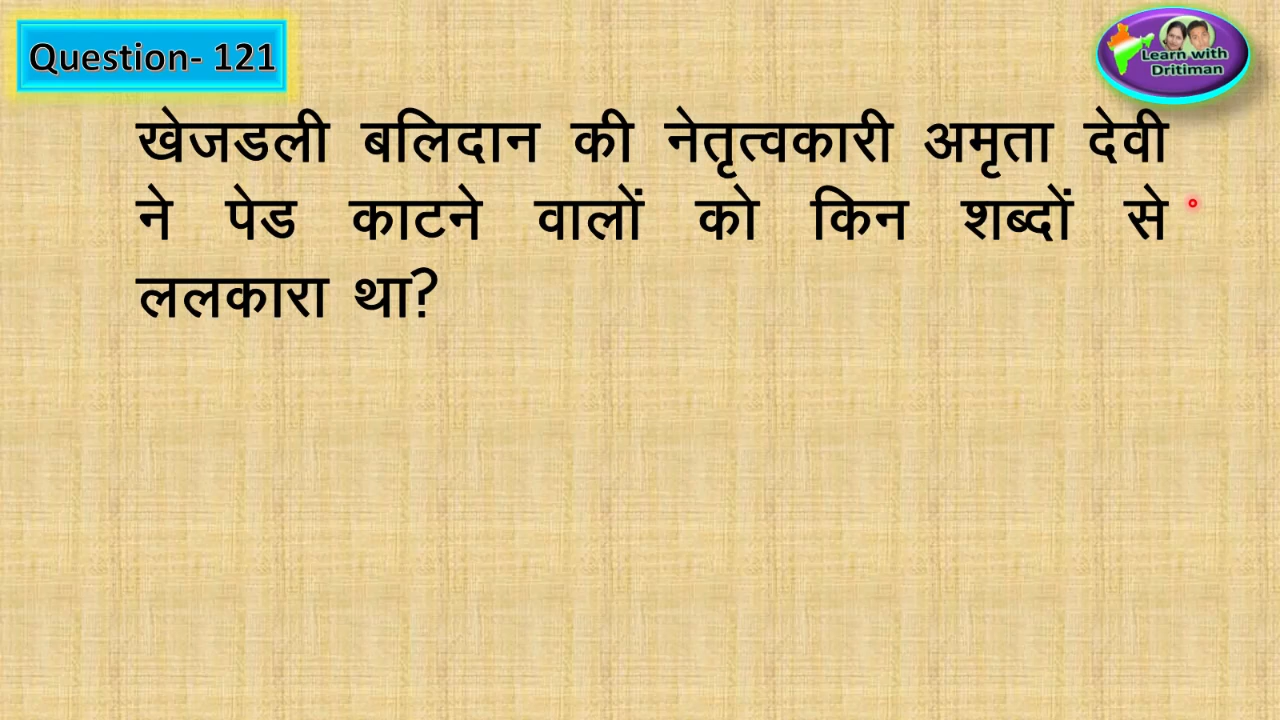 Question- 121
Learn with
Dritiman
खेजडली बलिदान की नेतृत्वकारी अमृता देवी
ने पेड काटने वालों को किन शब्दों से
ललकारा था?